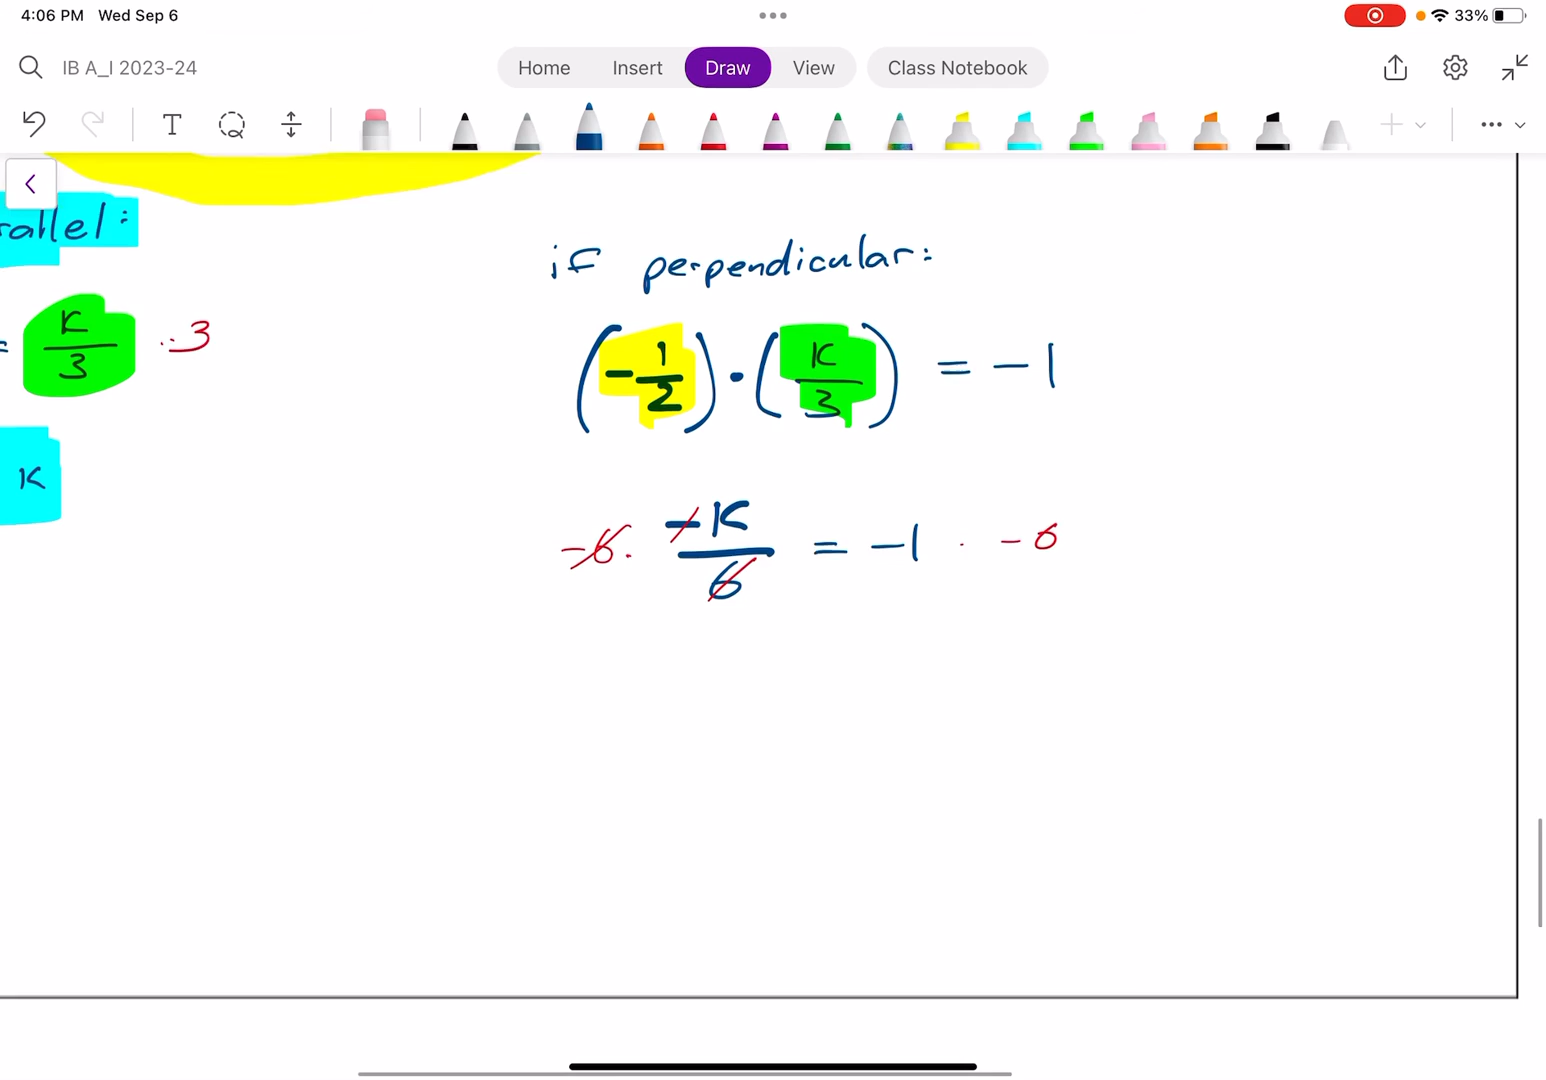 4:06 PM Wed Sep 6 33%
IB A_I 2023-24 Home Insert Draw View Class Notebook
T
rallel:
if perpendicular:
= K/3 · 3
(-1/2) · (K/3) = -1
K
-6 · -K/6 = -1 · -6